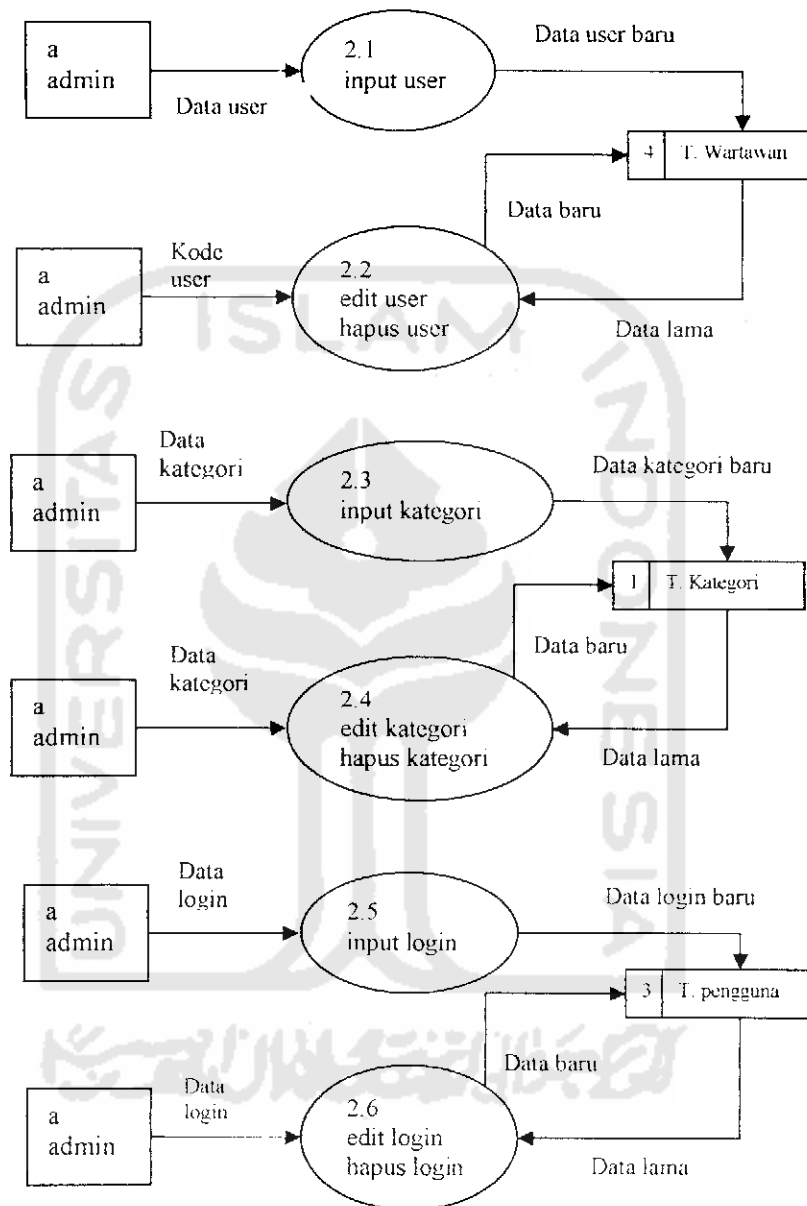 a
admin
Data user
2.1
input user
Data user baru
4 T. Wartawan
a
admin
Kode
user
2.2
edit user
hapus user
Data baru
Data lama
a
admin
Data
kategori
2.3
input kategori
Data kategori baru
1 T. Kategori
a
admin
Data
kategori
2.4
edit kategori
hapus kategori
Data baru
Data lama
a
admin
Data
login
2.5
input login
Data login baru
3 T. pengguna
a
admin
Data
login
2.6
edit login
hapus login
Data baru
Data lama
UNIVERSITAS
ISLAM
INDONESIA